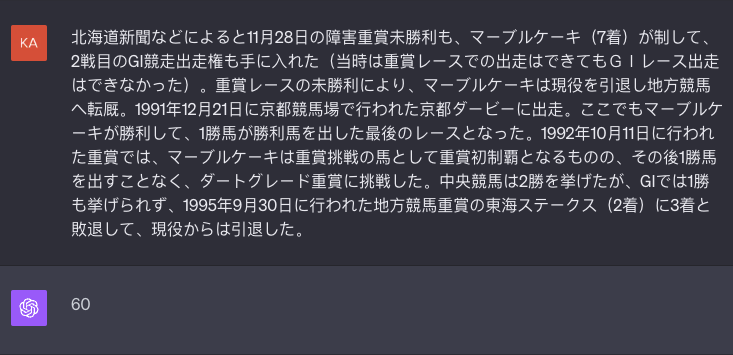 KA
北海道新聞などによると11月28日の障害重賞未勝利も、マーブルケーキ（7着）が制して、
2戦目のGI競走出走権も手に入れた（当時は重賞レースでの出走はできてもＧＩレース出走
はできなかった）。重賞レースの未勝利により、マーブルケーキは現役を引退し地方競馬
へ転厩。1991年12月21日に京都競馬場で行われた京都ダービーに出走。ここでもマーブルケ
ーキが勝利して、1勝馬が勝利馬を出した最後のレースとなった。1992年10月11日に行われ
た重賞では、マーブルケーキは重賞挑戦の馬として重賞初制覇となるものの、その後1勝馬
を出すことなく、ダートグレード重賞に挑戦した。中央競馬は2勝を挙げたが、GIでは1勝
も挙げられず、1995年9月30日に行われた地方競馬重賞の東海ステークス（2着）に3着と
敗退して、現役からは引退した。
60